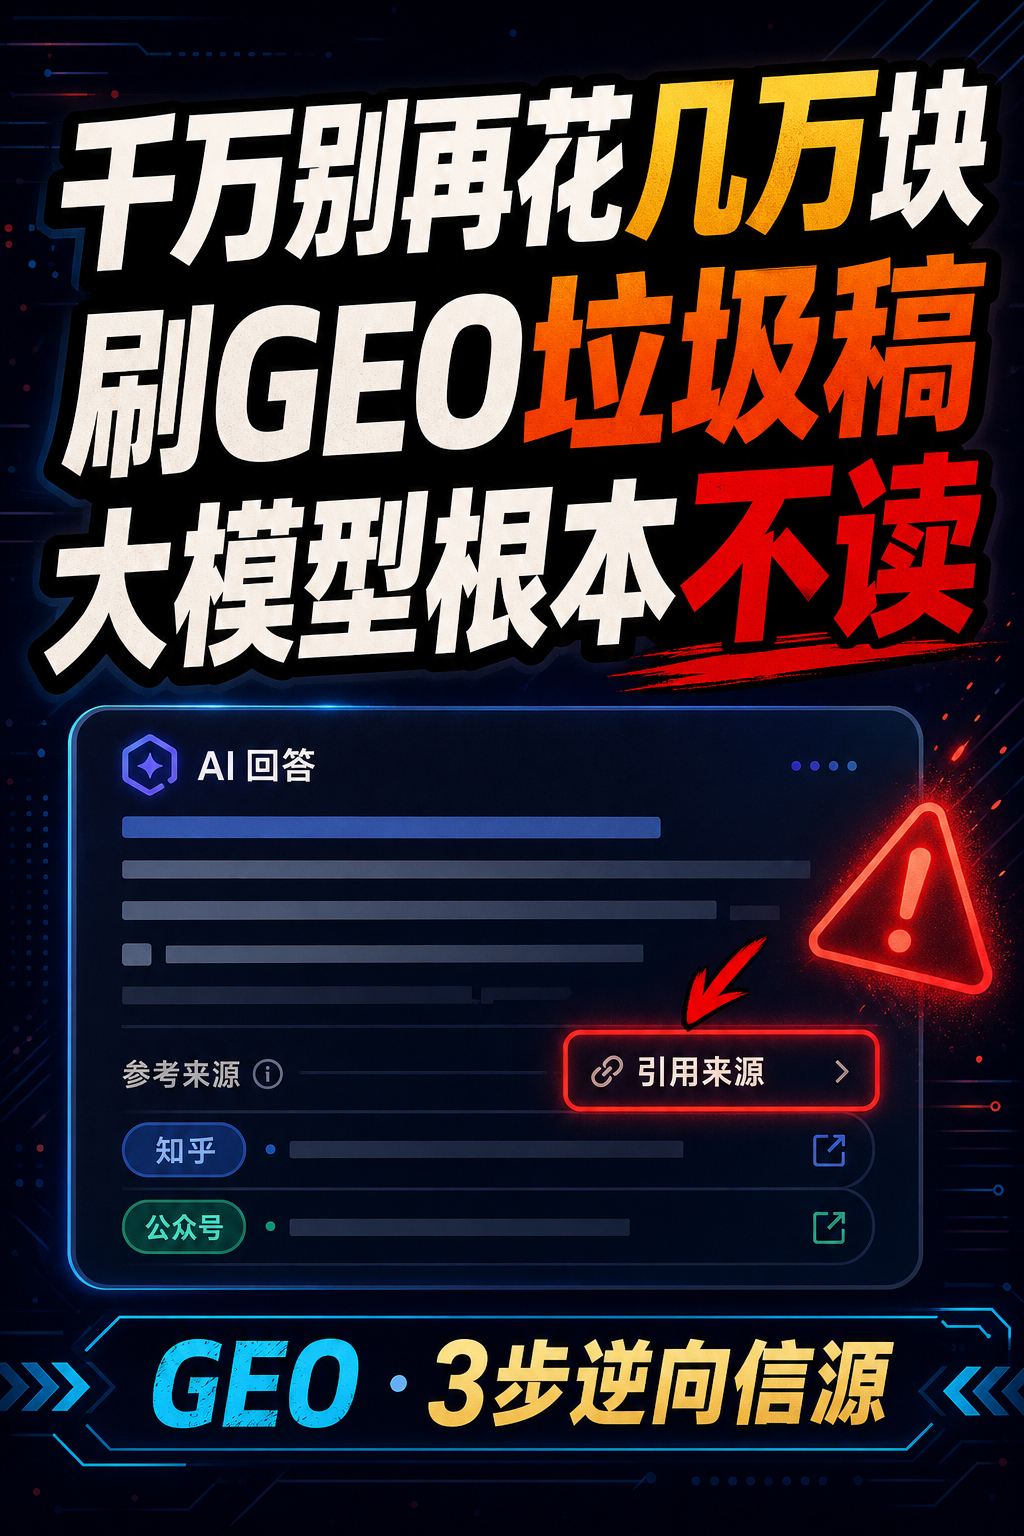 千万别再花几万块
刷GEO垃圾稿
大模型根本不读
AI 回答
参考来源
引用来源
知乎
公众号
GEO · 3步逆向信源